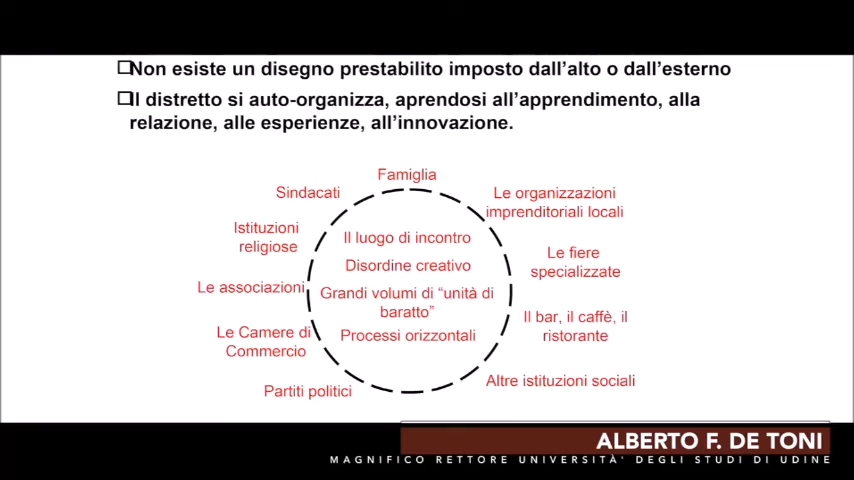 Non esiste un disegno prestabilito imposto dall'alto o dall'esterno
Il distretto si auto-organizza, aprendosi all'apprendimento, alla
relazione, alle esperienze, all'innovazione.
Famiglia
Sindacati
Le organizzazioni
imprenditoriali locali
Istituzioni
religiose
Il luogo di incontro
Le fiere
specializzate
Disordine creativo
Le associazioni
Grandi volumi di “unità di
baratto”
Il bar, il caffè, il
ristorante
Le Camere di
Commercio
Processi orizzontali
Altre istituzioni sociali
Partiti politici
ALBERTO F. DE TONI
MAGNIFICO RETTORE UNIVERSITÀ' DEGLI STUDI DI UDINE